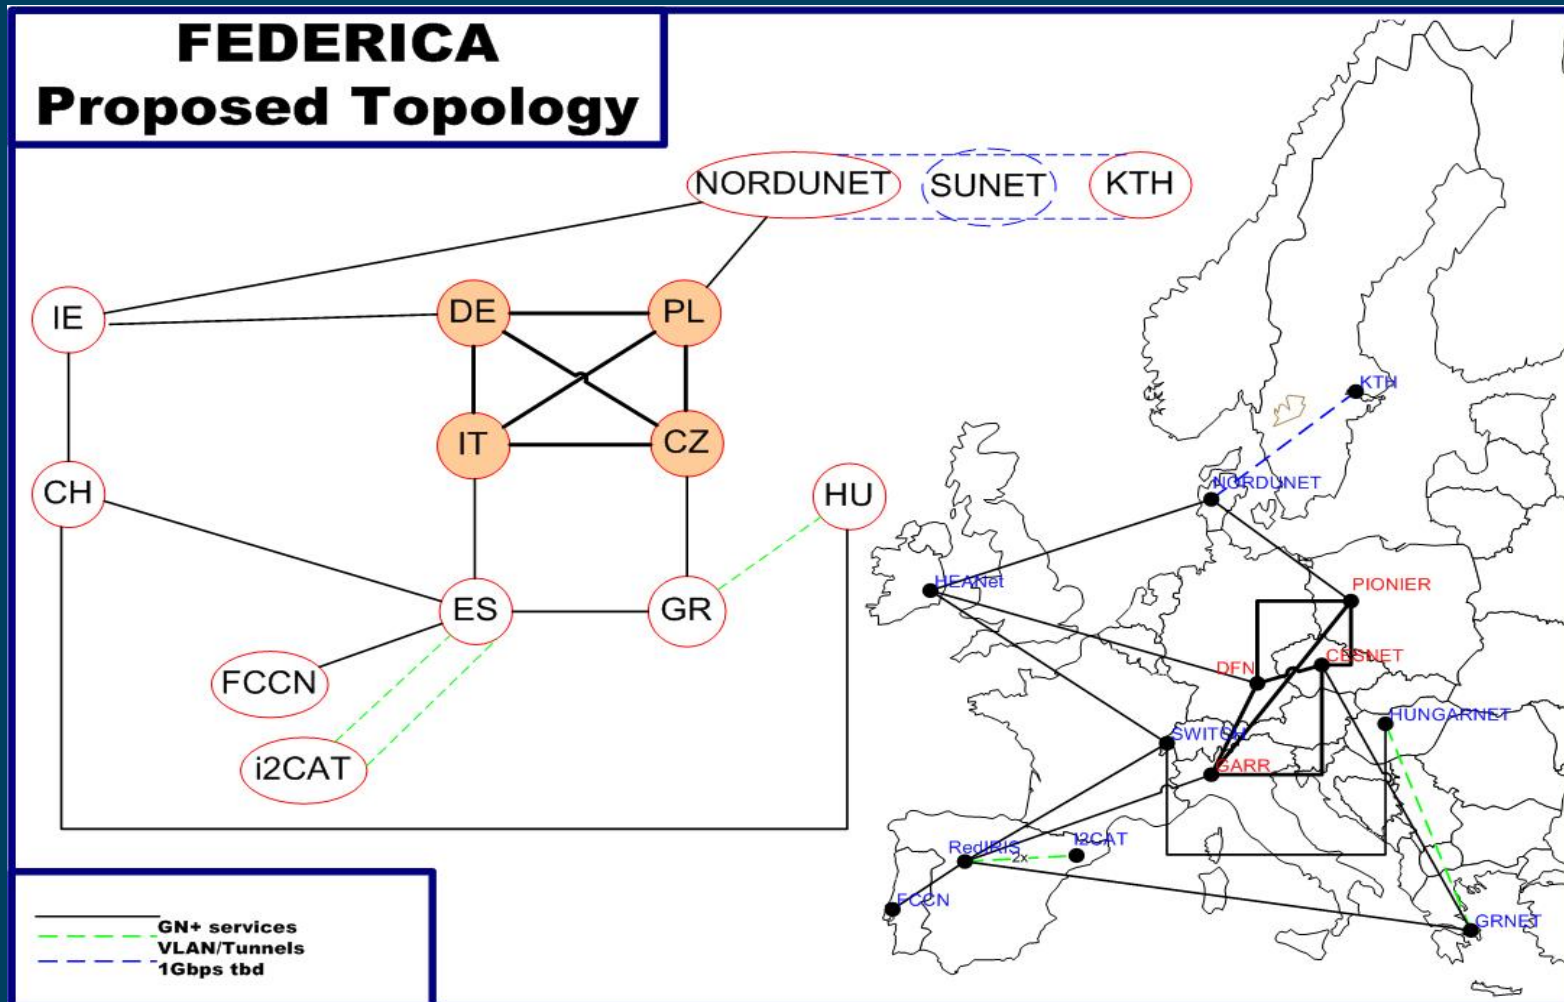 FEDERICA
Proposed Topology
NORDUNET
SUNET
KTH
IE
DE
PL
IT
CZ
CH
HU
ES
GR
FCCN
i2CAT
GN+ services
VLAN/Tunnels
1Gbps tbd
KTH
NORDUNET
HEANet
PIONIER
CESNET
DFN
HUNGARNET
SWITCH
GARR
RedIRIS
2x
I2CAT
FCCN
GRNET